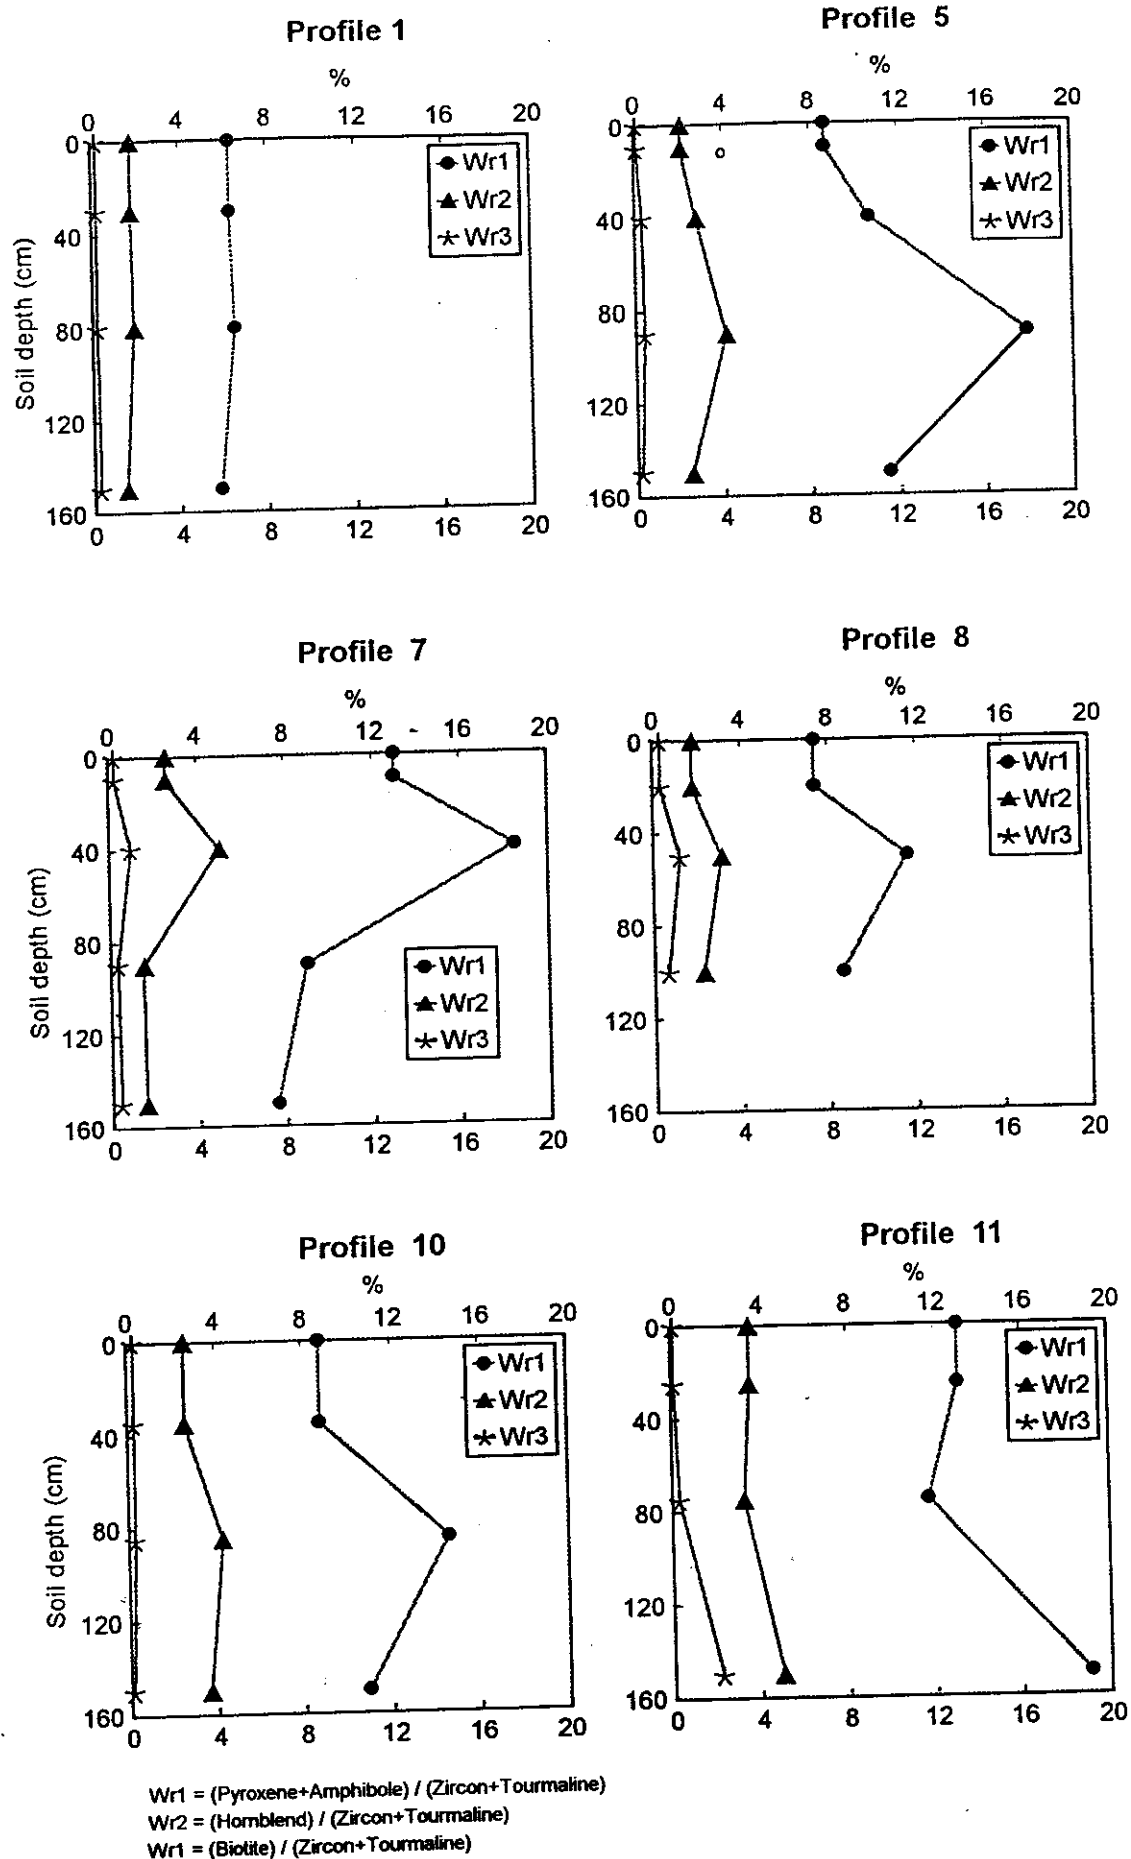 Profile 1
%
0 4 8 12 16 20
0
40
80
120
160
Soil depth (cm)
Wr1
Wr2
Wr3
0 4 8 12 16 20
Profile 5
%
0 4 8 12 16 20
0
40
80
120
160
Wr1
Wr2
Wr3
0 4 8 12 16 20
Profile 7
%
0 4 8 12 16 20
0
40
80
120
160
Soil depth (cm)
Wr1
Wr2
Wr3
0 4 8 12 16 20
Profile 8
%
0 4 8 12 16 20
0
40
80
120
160
Wr1
Wr2
Wr3
0 4 8 12 16 20
Profile 10
%
0 4 8 12 16 20
0
40
80
120
160
Soil depth (cm)
Wr1
Wr2
Wr3
0 4 8 12 16 20
Profile 11
%
0 4 8 12 16 20
0
40
80
120
160
Wr1
Wr2
Wr3
0 4 8 12 16 20
Wr1 = (Pyroxene+Amphibole) / (Zircon+Tourmaline)
Wr2 = (Hornblend) / (Zircon+Tourmaline)
Wr1 = (Biotite) / (Zircon+Tourmaline)